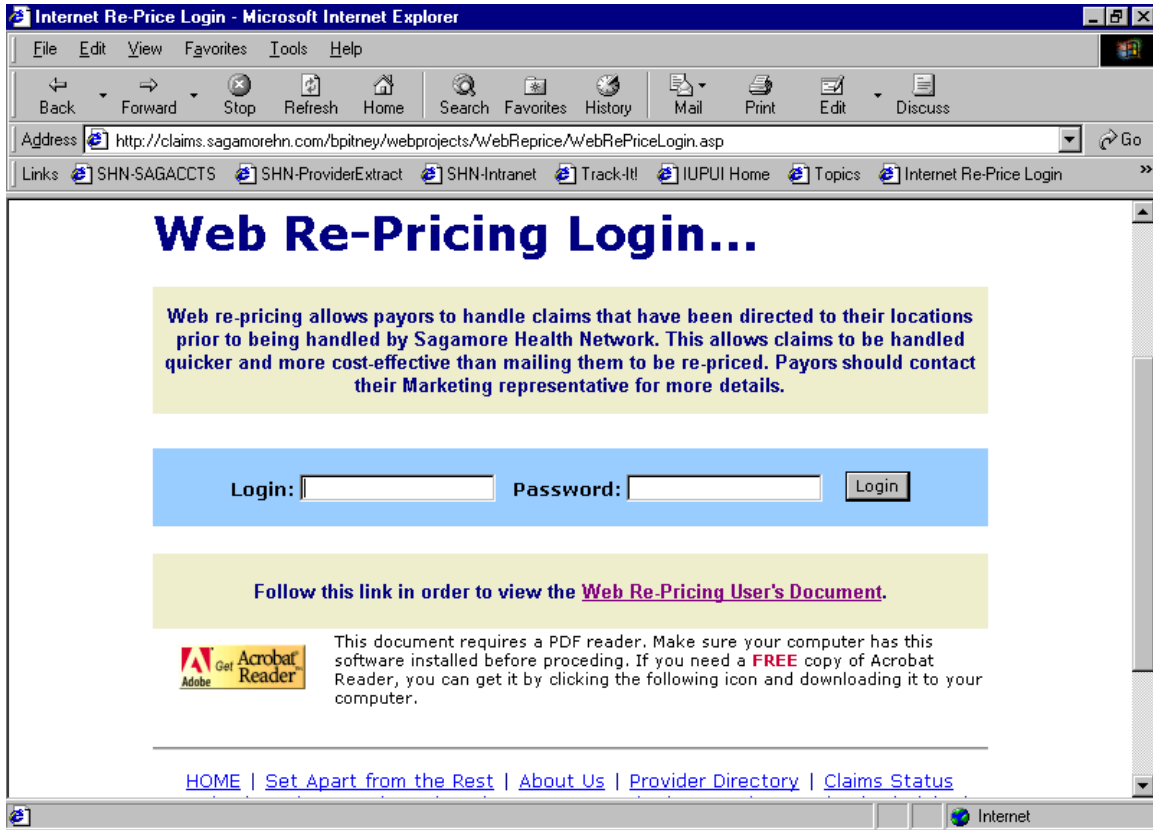 Internet Re-Price Login - Microsoft Internet Explorer
File Edit View Favorites Tools Help
Back Forward Stop Refresh Home Search Favorites History Mail Print Edit Discuss
Address http://claims.sagamorehn.com/bpitney/webprojects/WebReprice/WebRePriceLogin.asp Go
Links SHN-SAGACCTS SHN-ProviderExtract SHN-Intranet Track-It! IUPUI Home Topics Internet Re-Price Login »
Web Re-Pricing Login...
Web re-pricing allows payors to handle claims that have been directed to their locations
prior to being handled by Sagamore Health Network. This allows claims to be handled
quicker and more cost-effective than mailing them to be re-priced. Payors should contact
their Marketing representative for more details.
Login: Password: Login
Follow this link in order to view the Web Re-Pricing User's Document.
Adobe Get Acrobat Reader
This document requires a PDF reader. Make sure your computer has this
software installed before proceding. If you need a FREE copy of Acrobat
Reader, you can get it by clicking the following icon and downloading it to your
computer.
HOME | Set Apart from the Rest | About Us | Provider Directory | Claims Status
Internet